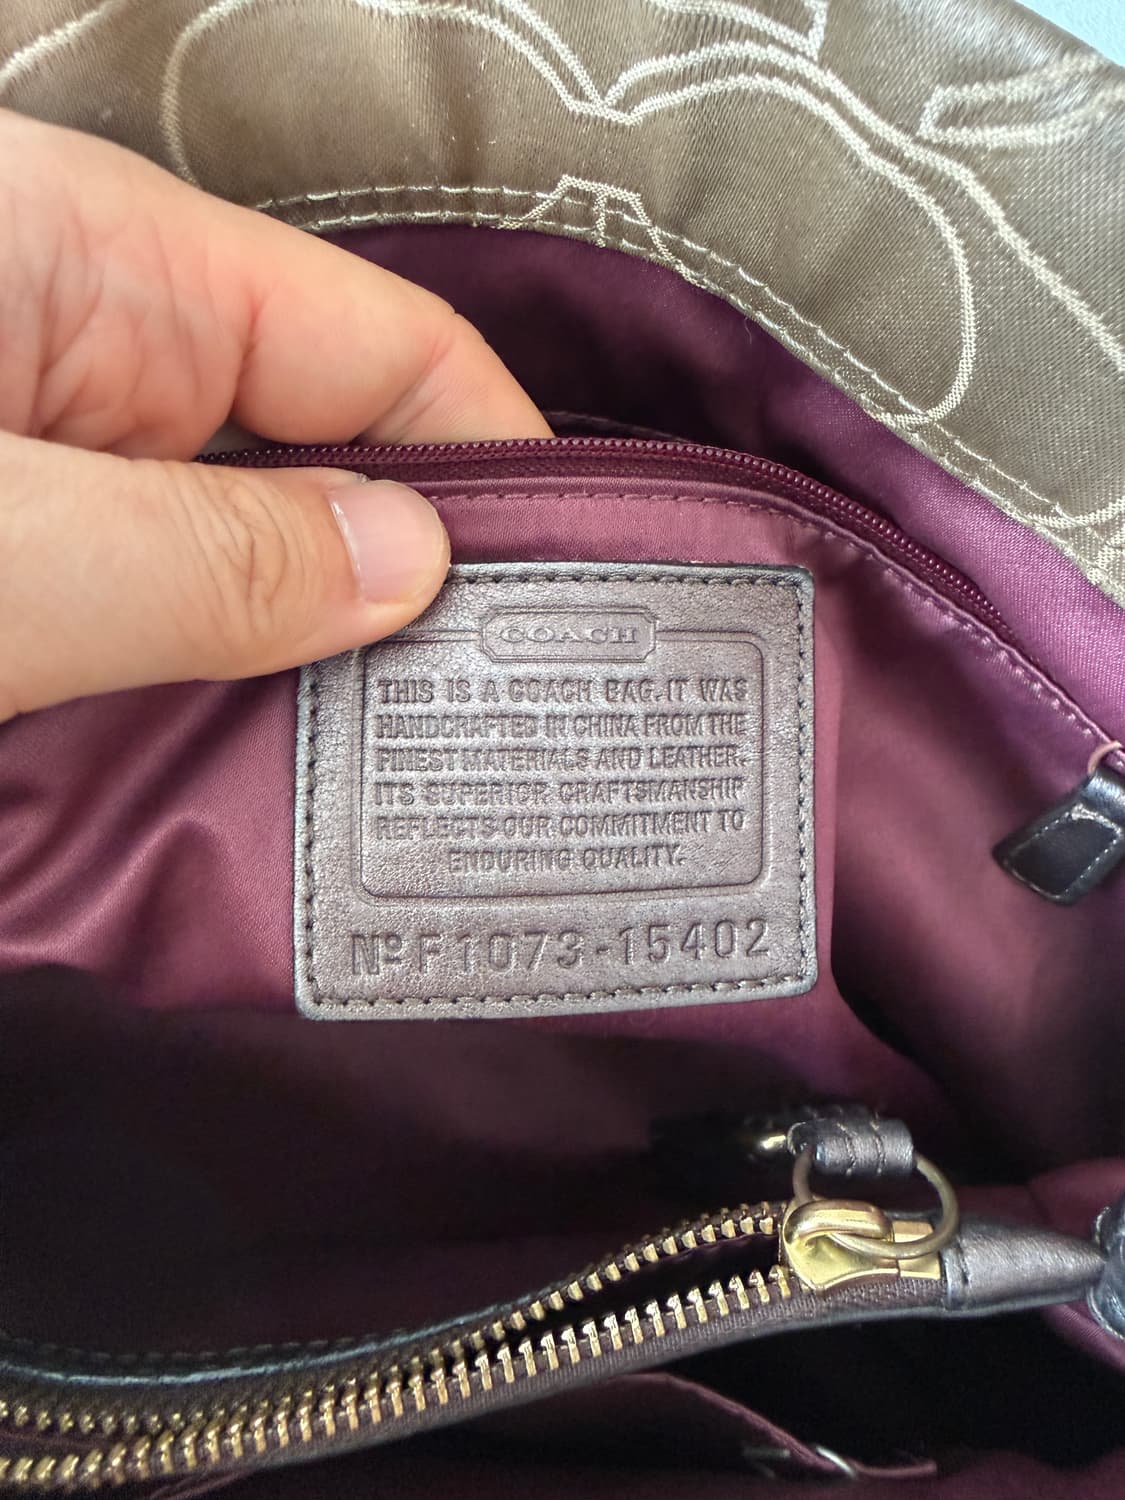 COACH
THIS IS A COACH BAG. IT WAS
HANDCRAFTED IN CHINA FROM THE
FINEST MATERIALS AND LEATHER.
ITS SUPERIOR CRAFTSMANSHIP
REFLECTS OUR COMMITMENT TO
ENDURING QUALITY.
Nº F1073-15402